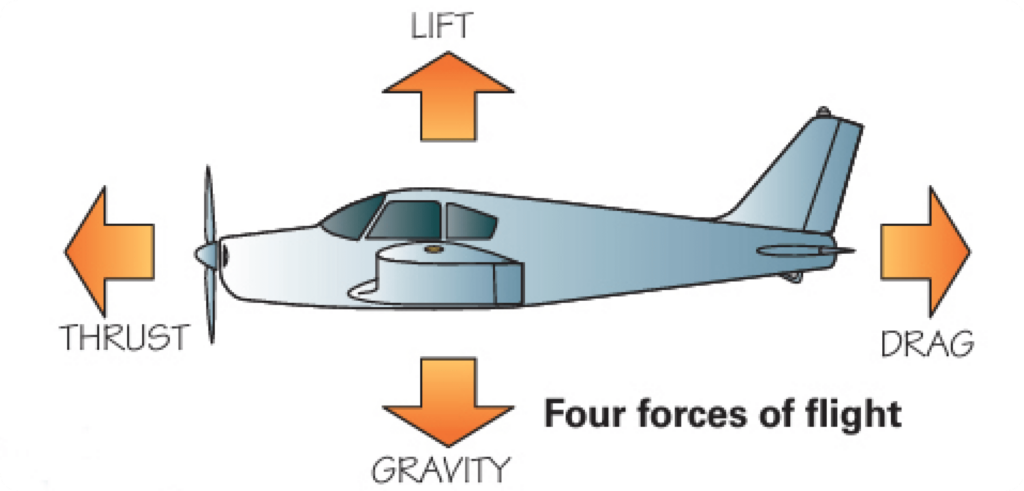 LIFT
THRUST
DRAG
Four forces of flight
GRAVITY